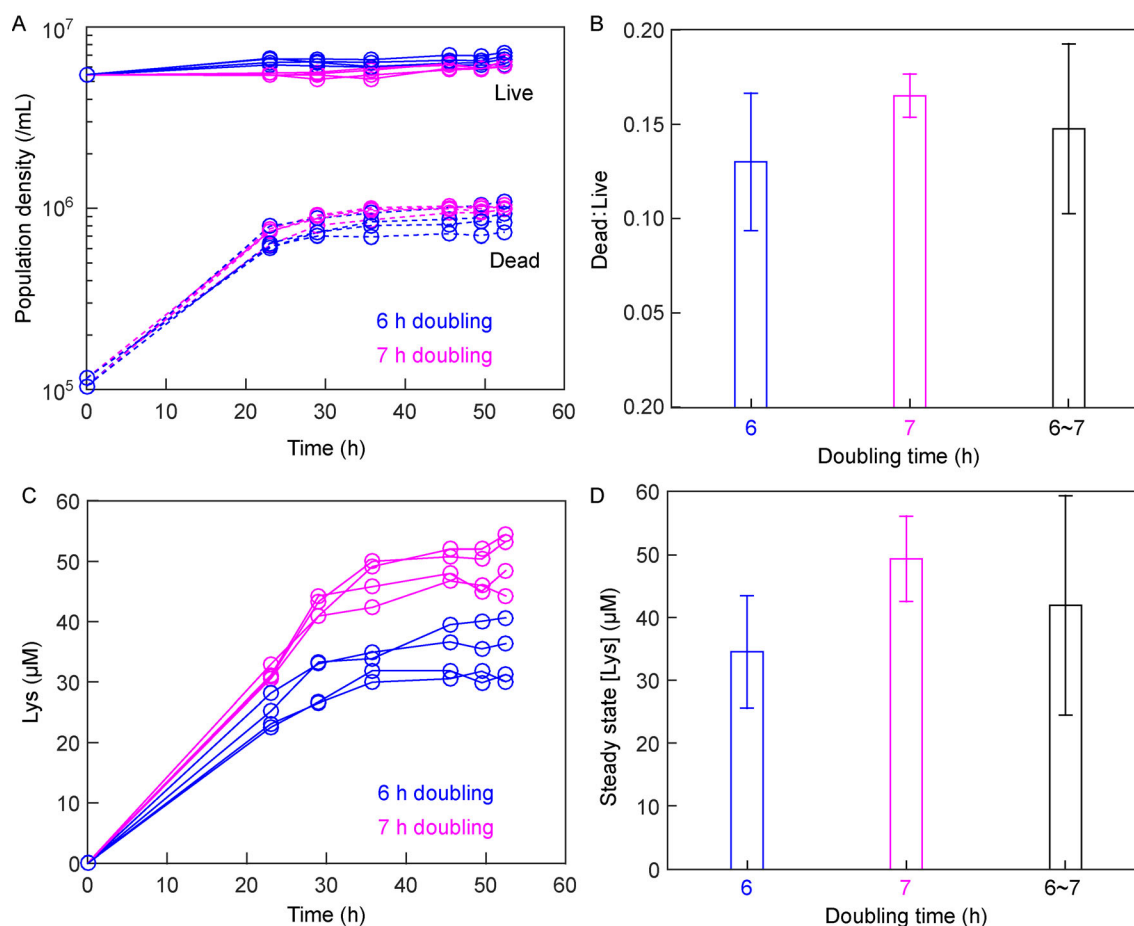 A
Population density (/mL)
10⁷
10⁶
10⁵
Live
Dead
6 h doubling
7 h doubling
0 10 20 30 40 50 60
Time (h)
B
Dead:Live
0.20
0.15
0.10
0.05
0.20
6 7 6~7
Doubling time (h)
C
Lys (μM)
60
50
40
30
20
10
0
6 h doubling
7 h doubling
0 10 20 30 40 50 60
Time (h)
D
Steady state [Lys] (μM)
60
50
40
30
20
10
0
6 7 6~7
Doubling time (h)